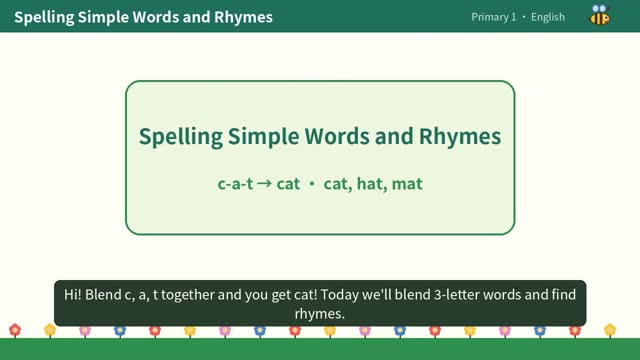 Spelling Simple Words and Rhymes
Primary 1 • English
Spelling Simple Words and Rhymes
c-a-t → cat • cat, hat, mat
Hi! Blend c, a, t together and you get cat! Today we'll blend 3-letter words and find
rhymes.